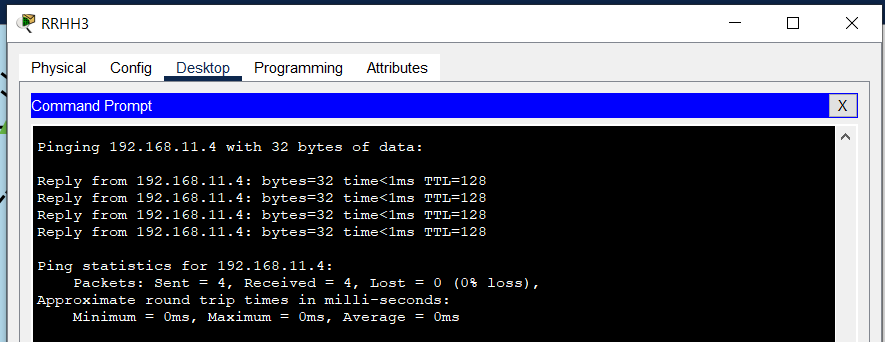 RRHH3
Physical Config Desktop Programming Attributes
Command Prompt X
Pinging 192.168.11.4 with 32 bytes of data:
Reply from 192.168.11.4: bytes=32 time<1ms TTL=128
Reply from 192.168.11.4: bytes=32 time<1ms TTL=128
Reply from 192.168.11.4: bytes=32 time<1ms TTL=128
Reply from 192.168.11.4: bytes=32 time<1ms TTL=128
Ping statistics for 192.168.11.4:
Packets: Sent = 4, Received = 4, Lost = 0 (0% loss),
Approximate round trip times in milli-seconds:
Minimum = 0ms, Maximum = 0ms, Average = 0ms